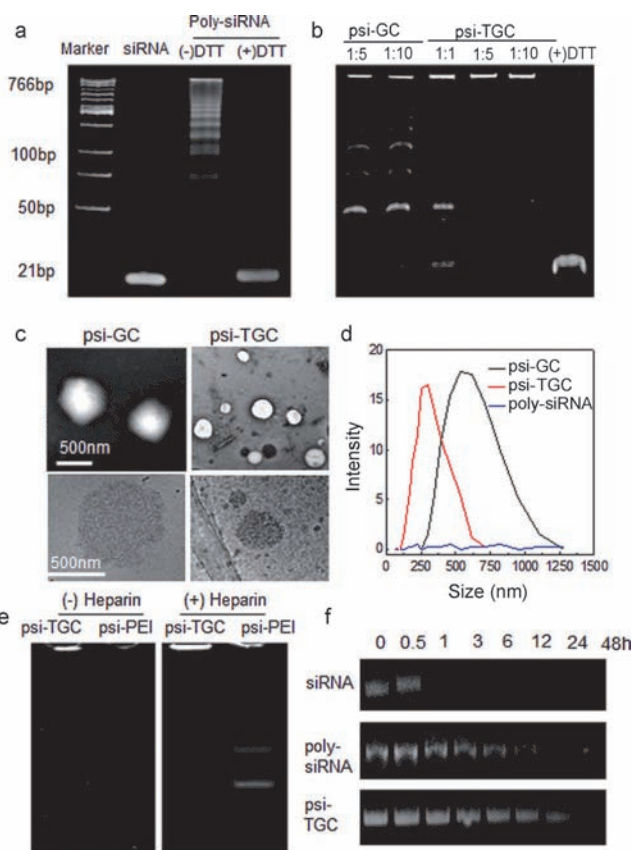 a
Poly-siRNA
Marker siRNA (-)DTT (+)DTT
766bp
100bp
50bp
21bp
b
psi-GC psi-TGC
1:5 1:10 1:1 1:5 1:10 (+)DTT
c
psi-GC psi-TGC
500nm
500nm
d
20
15
10
5
0
0 250 500 750 1000 1250 1500
Intensity
Size (nm)
psi-GC
psi-TGC
poly-siRNA
e
(-) Heparin (+) Heparin
psi-TGC psi-PEI psi-TGC psi-PEI
f
0 0.5 1 3 6 12 24 48h
siRNA
poly-
siRNA
psi-
TGC